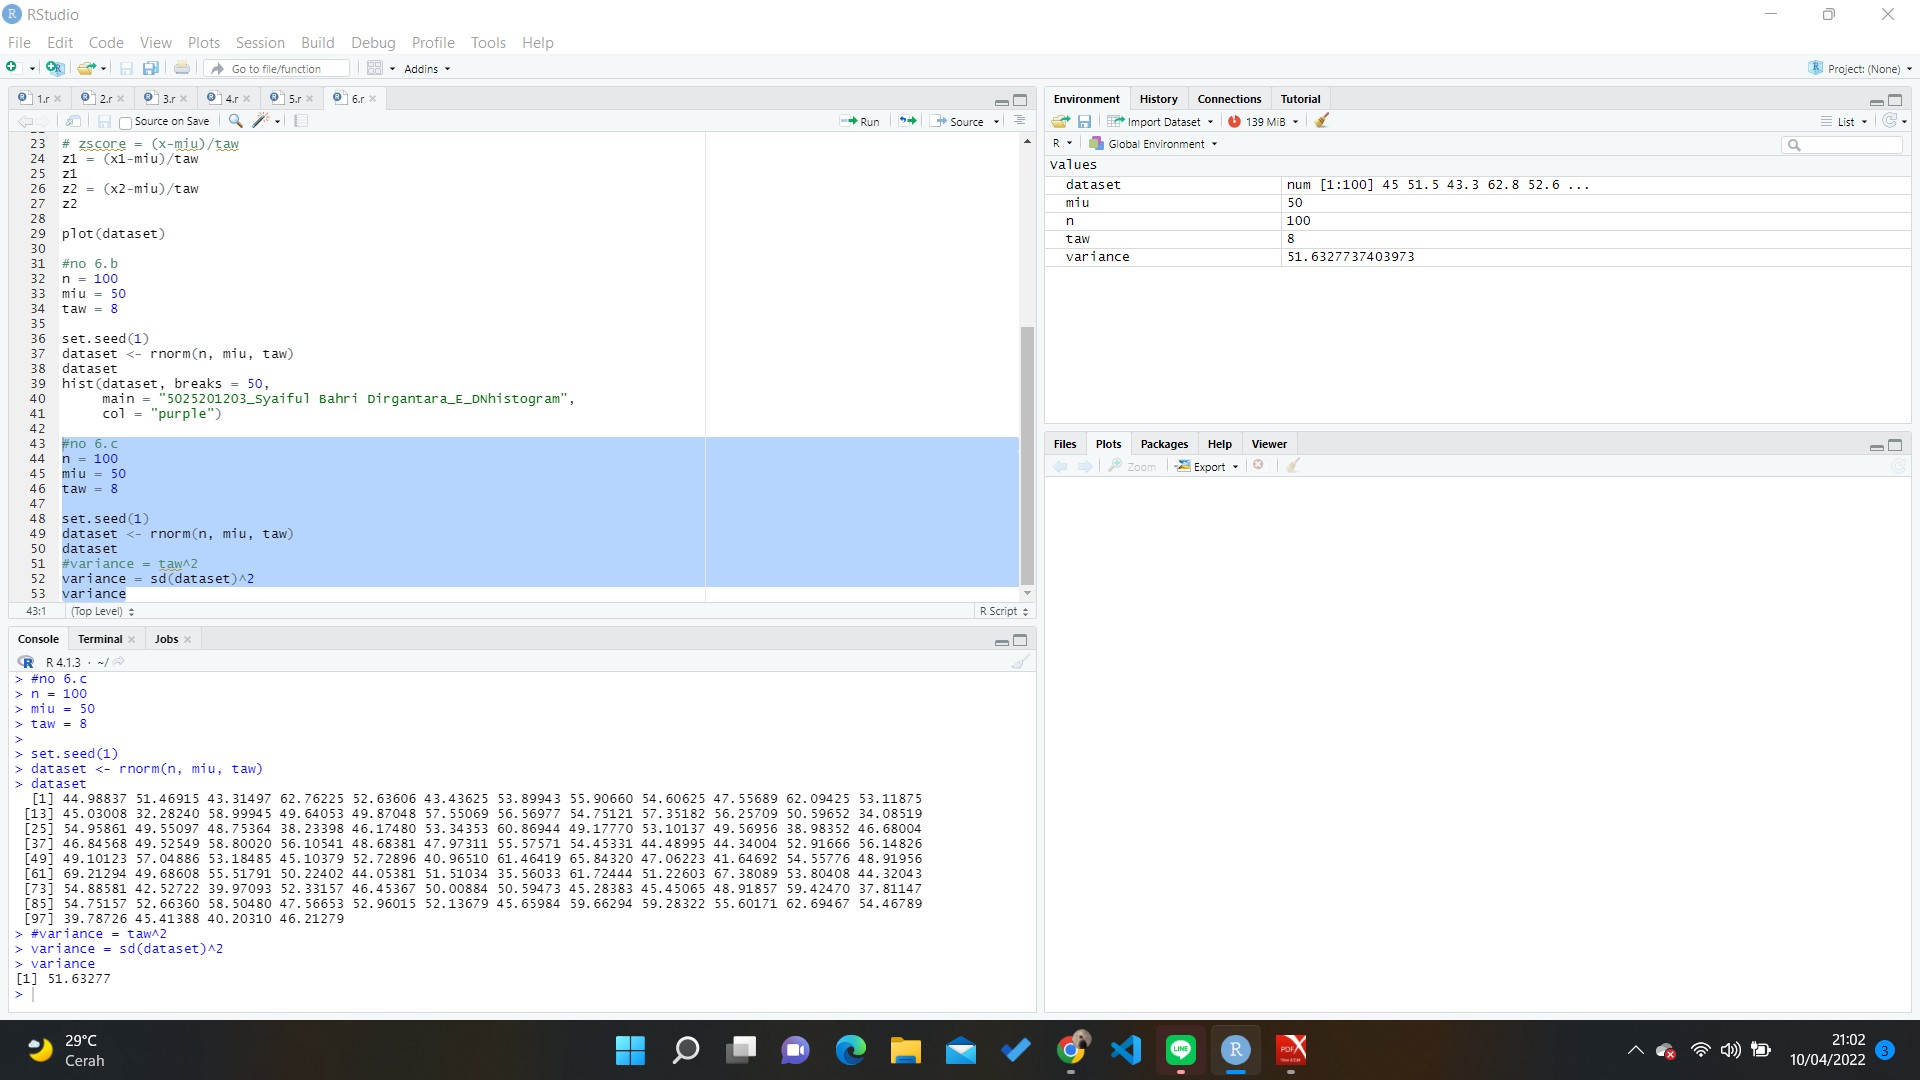 RStudio
File Edit Code View Plots Session Build Debug Profile Tools Help
Go to file/function Addins Project: (None)
1.r 2.r 3.r 4.r 5.r 6.r
Source on Save Run Source
23 # zscore = (x-miu)/taw
24 z1 = (x1-miu)/taw
25 z1
26 z2 = (x2-miu)/taw
27 z2
28
29 plot(dataset)
30
31 #no 6.b
32 n = 100
33 miu = 50
34 taw = 8
35
36 set.seed(1)
37 dataset <- rnorm(n, miu, taw)
38 dataset
39 hist(dataset, breaks = 50,
40 main = "5025201203_Syaiful Bahri Dirgantara_E_DNhistogram",
41 col = "purple")
42
43 #no 6.c
44 n = 100
45 miu = 50
46 taw = 8
47
48 set.seed(1)
49 dataset <- rnorm(n, miu, taw)
50 dataset
51 #variance = taw^2
52 variance = sd(dataset)^2
53 variance
43:1 (Top Level) R Script
Console Terminal Jobs
R 4.1.3 · ~/
> #no 6.c
> n = 100
> miu = 50
> taw = 8
>
> set.seed(1)
> dataset <- rnorm(n, miu, taw)
> dataset
[1] 44.98837 51.46915 43.31497 62.76225 52.63606 43.43625 53.89943 55.90660 54.60625 47.55689 62.09425 53.11875
[13] 45.03008 32.28240 58.99945 49.64053 49.87048 57.55069 56.56977 54.75121 57.35182 56.25709 50.59652 34.08519
[25] 54.95861 49.55097 48.75364 38.23398 46.17480 53.34353 60.86944 49.17770 53.10137 49.56956 38.98352 46.68004
[37] 46.84568 49.52549 58.80020 56.10541 48.68381 47.97311 55.57571 54.45331 44.48995 44.34004 52.91666 56.14826
[49] 49.10123 57.04886 53.18485 45.10379 52.72896 40.96510 61.46419 65.84320 47.06223 41.64692 54.55776 48.91956
[61] 69.21294 49.68608 55.51791 50.22402 44.05381 51.51034 35.56033 61.72444 51.22603 67.38089 53.80408 44.32043
[73] 54.88581 42.52722 39.97093 52.33157 46.45367 50.00884 50.59473 45.28383 45.45065 48.91857 59.42470 37.81147
[85] 54.75157 52.66360 58.50480 47.56653 52.96015 52.13679 45.65984 59.66294 59.28322 55.60171 62.69467 54.46789
[97] 39.78726 45.41388 40.20310 46.21279
> #variance = taw^2
> variance = sd(dataset)^2
> variance
[1] 51.63277
>
Environment History Connections Tutorial
Import Dataset 139 MiB List
R Global Environment
Values
dataset num [1:100] 45 51.5 43.3 62.8 52.6 ...
miu 50
n 100
taw 8
variance 51.6327737403973
Files Plots Packages Help Viewer
Zoom Export
29°C
Cerah
LINE
PDF
21:02
10/04/2022
3